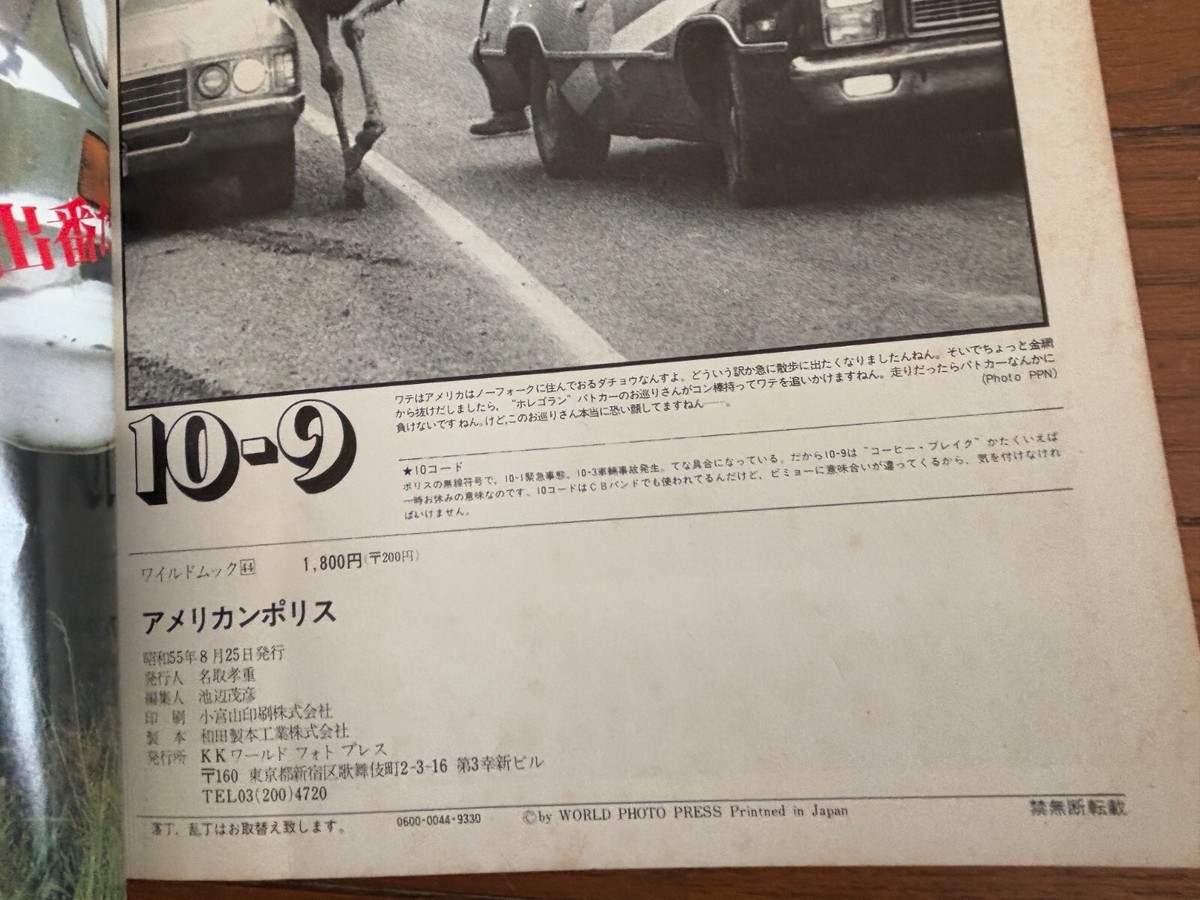 出番
ワテはアメリカはノーフォークに住んでおるダチョウなんすよ。どういう訳か急に散歩に出たくなりましたんねん。そいでちょっと金網
から抜けだしましたら、“ホレゴラン”パトカーのお巡りさんがコン棒持ってワテを追いかけますねん。走りだったらパトカーなんかに
負けないですねん。けど、このお巡りさん本当に恐い顔してますねん——。
(Photo PPN)
10-9
★10コード
ポリスの無線符号で、10-1緊急事態。10-3車輛事故発生。てな具合になっている。だから10-9は“コーヒー・ブレイク”かたくいえば
一時お休みの意味なのです。10コードはCBバンドでも使われてるんだけど、ビミョーに意味合いが違ってくるから、気を付けなけれ
ばいけません。
ワイルドムック44 1,800円(〒200円)
アメリカンポリス
昭和55年8月25日発行
発行人 名取孝重
編集人 池辺茂彦
印刷 小宮山印刷株式会社
製本 和田製本工業株式会社
発行所 KKワールド フォト プレス
〒160 東京都新宿区歌舞伎町2-3-16 第3幸新ビル
TEL03(200)4720
落丁、乱丁はお取替え致します。 0600-0044-9330 ©by WORLD PHOTO PRESS Printned in Japan 禁無断転載